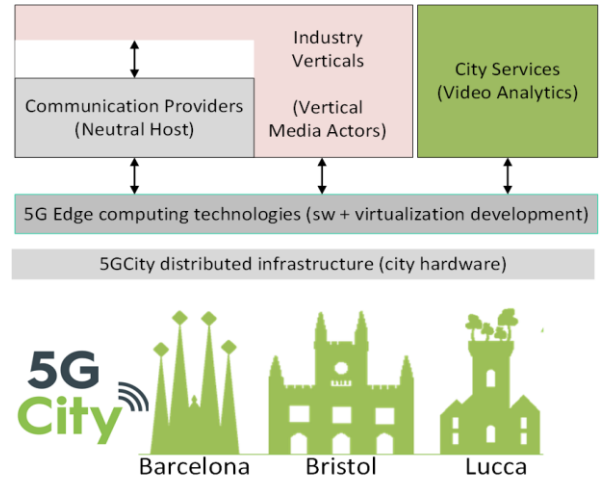 Industry
Verticals
(Vertical
Media Actors)
City Services
(Video Analytics)
Communication Providers
(Neutral Host)
5G Edge computing technologies (sw + virtualization development)
5GCity distributed infrastructure (city hardware)
5G
City
Barcelona
Bristol
Lucca